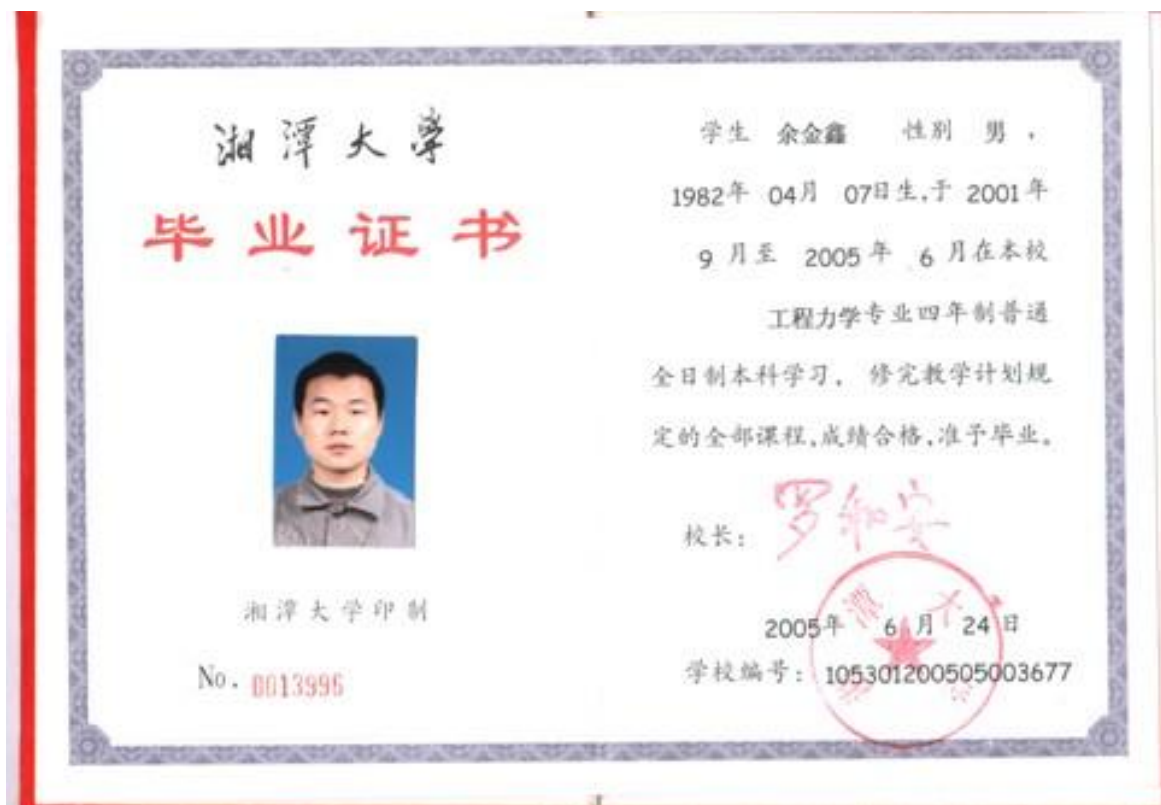 湘潭大学
毕业证书
湘潭大学印制
No. 0013996
学生 余金鑫 性别 男，
1982年 04月 07日生,于 2001年
9月至 2005年 6月在本校
工程力学专业四年制普通
全日制本科学习， 修完教学计划规
定的全部课程,成绩合格,准予毕业。
校长: 罗和安
2005年 6月 24日
学校编号: 105301200505003677